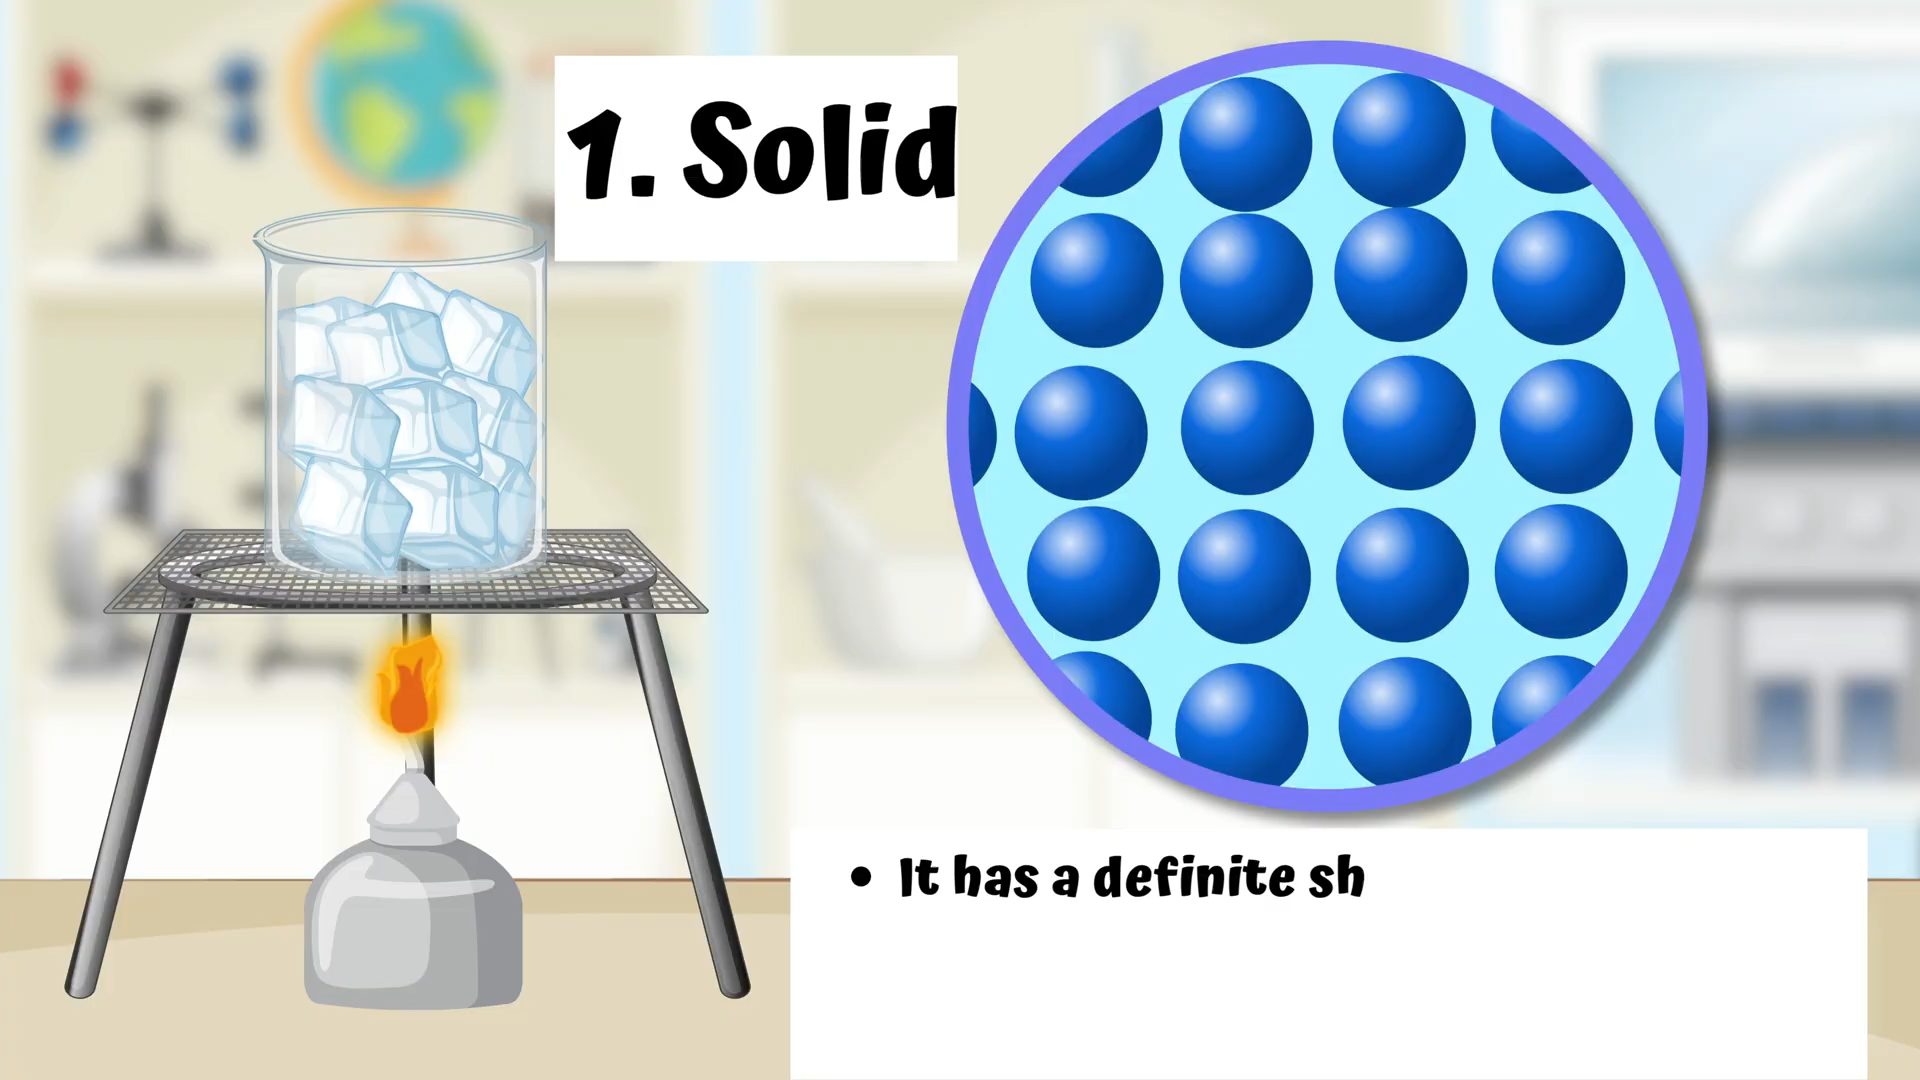 1. Solid
• It has a definite sh